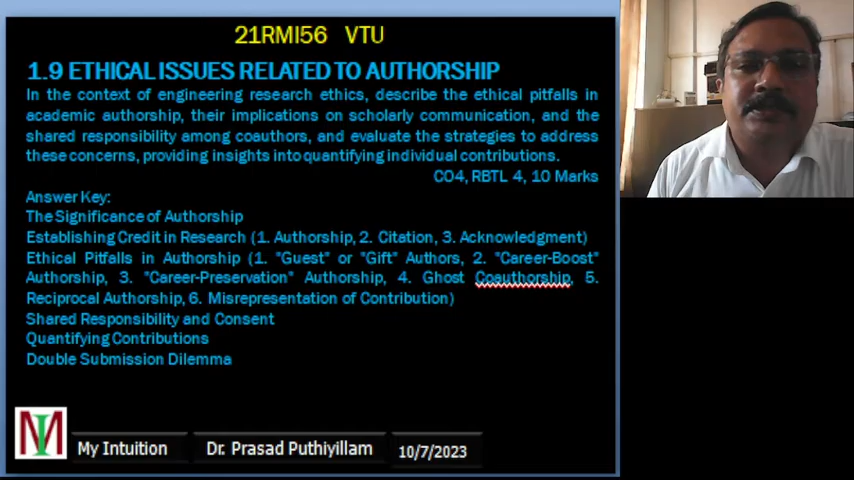 21RMI56 VTU
1.9 ETHICAL ISSUES RELATED TO AUTHORSHIP
In the context of engineering research ethics, describe the ethical pitfalls in
academic authorship, their implications on scholarly communication, and the
shared responsibility among coauthors, and evaluate the strategies to address
these concerns, providing insights into quantifying individual contributions.
CO4, RBTL 4, 10 Marks
Answer Key:
The Significance of Authorship
Establishing Credit in Research (1. Authorship, 2. Citation, 3. Acknowledgment)
Ethical Pitfalls in Authorship (1. "Guest" or "Gift" Authors, 2. "Career-Boost"
Authorship, 3. "Career-Preservation" Authorship, 4. Ghost Coauthorship, 5.
Reciprocal Authorship, 6. Misrepresentation of Contribution)
Shared Responsibility and Consent
Quantifying Contributions
Double Submission Dilemma
MI
My Intuition
Dr. Prasad Puthiyillam
10/7/2023